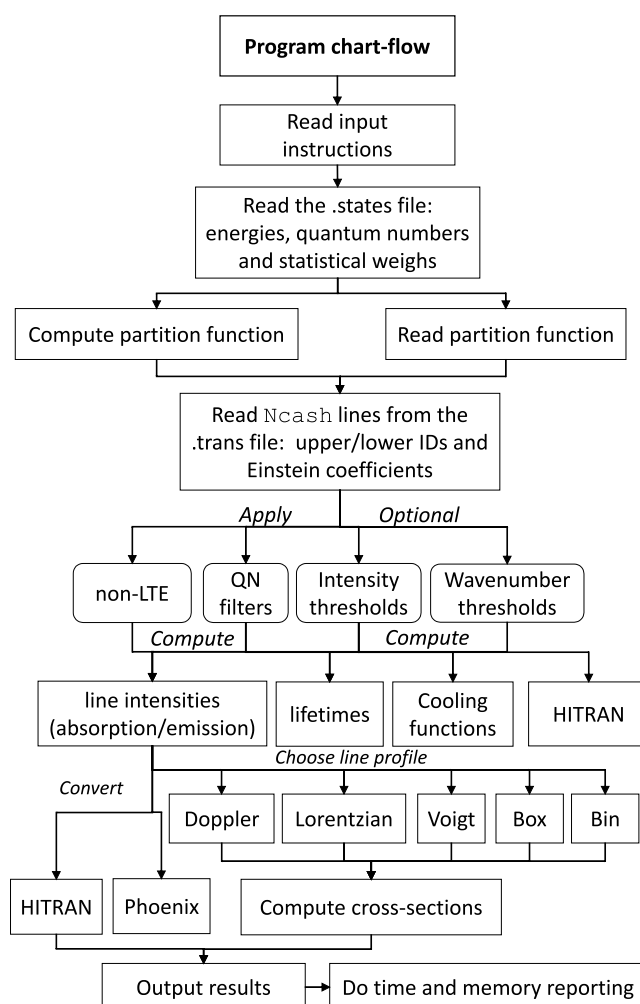 Program chart-flow
Read input
instructions
Read the .states file:
energies, quantum numbers
and statistical weighs
Compute partition function
Read partition function
Read Ncash lines from the
.trans file: upper/lower IDs and
Einstein coefficients
Apply
Optional
non-LTE
QN
filters
Intensity
thresholds
Wavenumber
thresholds
Compute
Compute
line intensities
(absorption/emission)
lifetimes
Cooling
functions
HITRAN
Choose line profile
Convert
Doppler
Lorentzian
Voigt
Box
Bin
HITRAN
Phoenix
Compute cross-sections
Output results
Do time and memory reporting